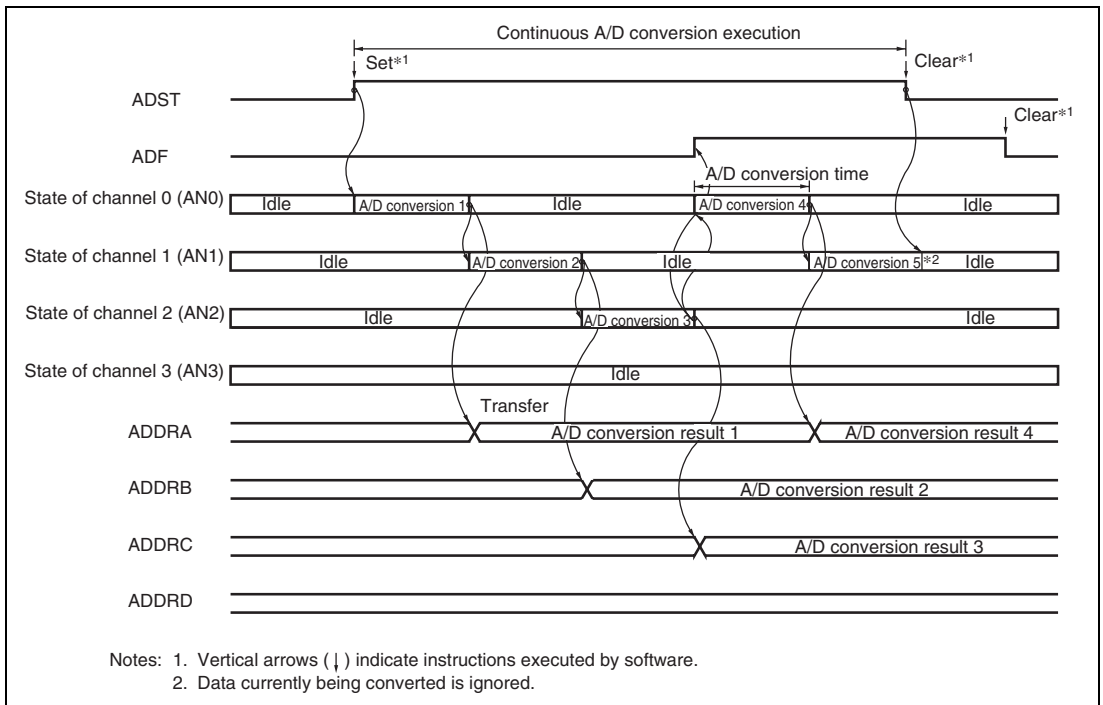 Continuous A/D conversion execution
Set*1
Clear*1
ADST
Clear*1
ADF
A/D conversion time
State of channel 0 (AN0)
Idle
A/D conversion 1
Idle
A/D conversion 4
Idle
State of channel 1 (AN1)
Idle
A/D conversion 2
Idle
A/D conversion 5
*2
Idle
State of channel 2 (AN2)
Idle
A/D conversion 3
Idle
State of channel 3 (AN3)
Idle
Transfer
ADDRA
A/D conversion result 1
A/D conversion result 4
ADDRB
A/D conversion result 2
ADDRC
A/D conversion result 3
ADDRD
Notes: 1. Vertical arrows (↓) indicate instructions executed by software.
2. Data currently being converted is ignored.